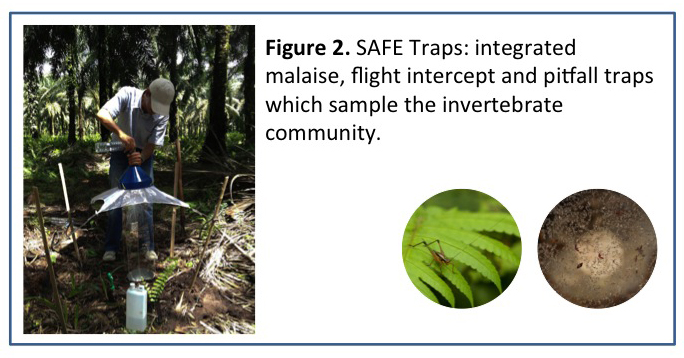 Figure 2. SAFE Traps: integrated
malaise, flight intercept and pitfall traps
which sample the invertebrate
community.